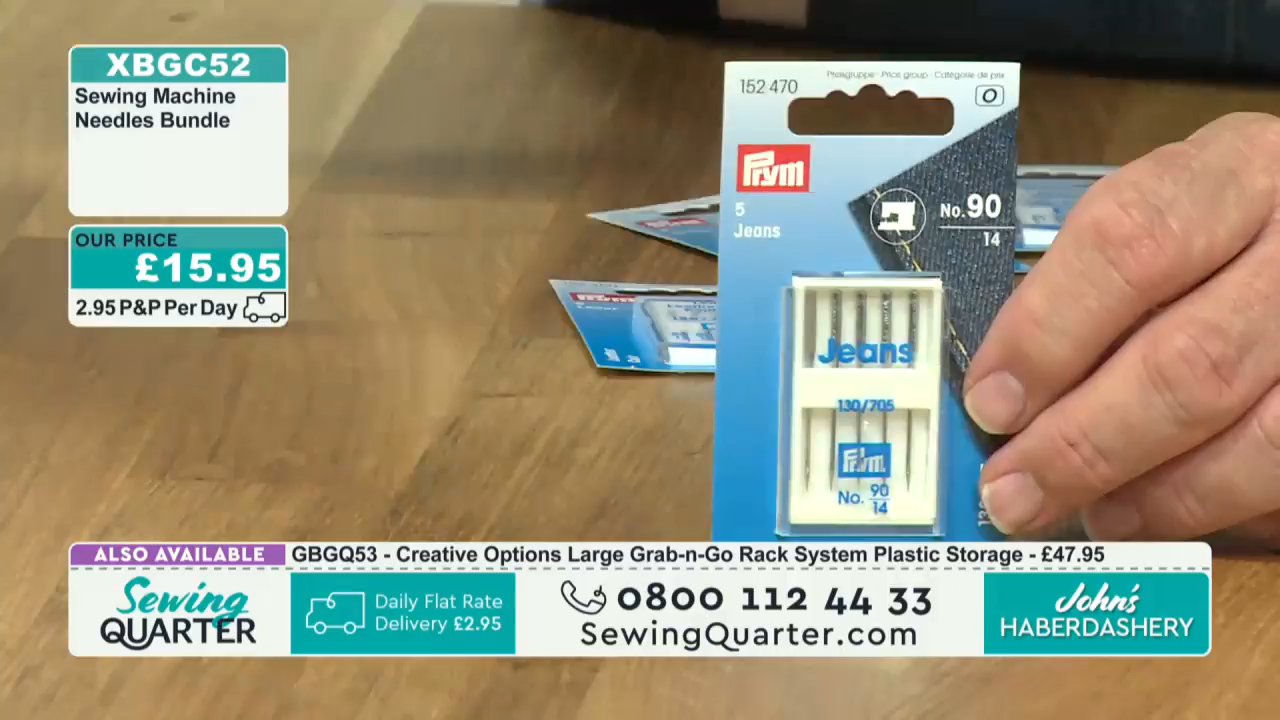 XBGC52
Sewing Machine
Needles Bundle
OUR PRICE
£15.95
2.95 P&P Per Day
152 470
Preisgruppe · Price group · Catégorie de prix
O
Prym
5
Jeans
No. 90
14
Jeans
130/705
Prym
No. 90
14
ALSO AVAILABLE
GBGQ53 - Creative Options Large Grab-n-Go Rack System Plastic Storage - £47.95
Sewing
QUARTER
Daily Flat Rate
Delivery £2.95
0800 112 44 33
SewingQuarter.com
John's
HABERDASHERY